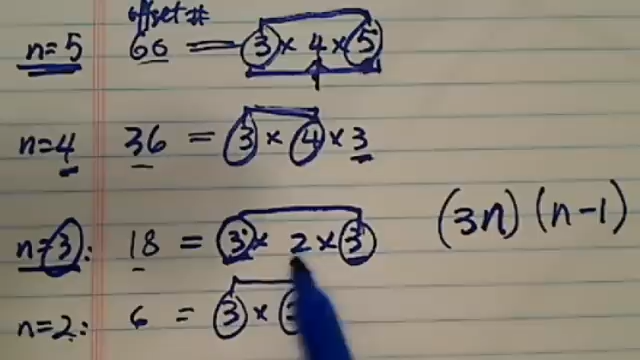 offset #
n=5 60 = 3 × 4 × 5
n=4 36 = 3 × 4 × 3
n=3: 18 = 3 × 2 × 3
(3n) (n-1)
n=2: 6 = 3 ×